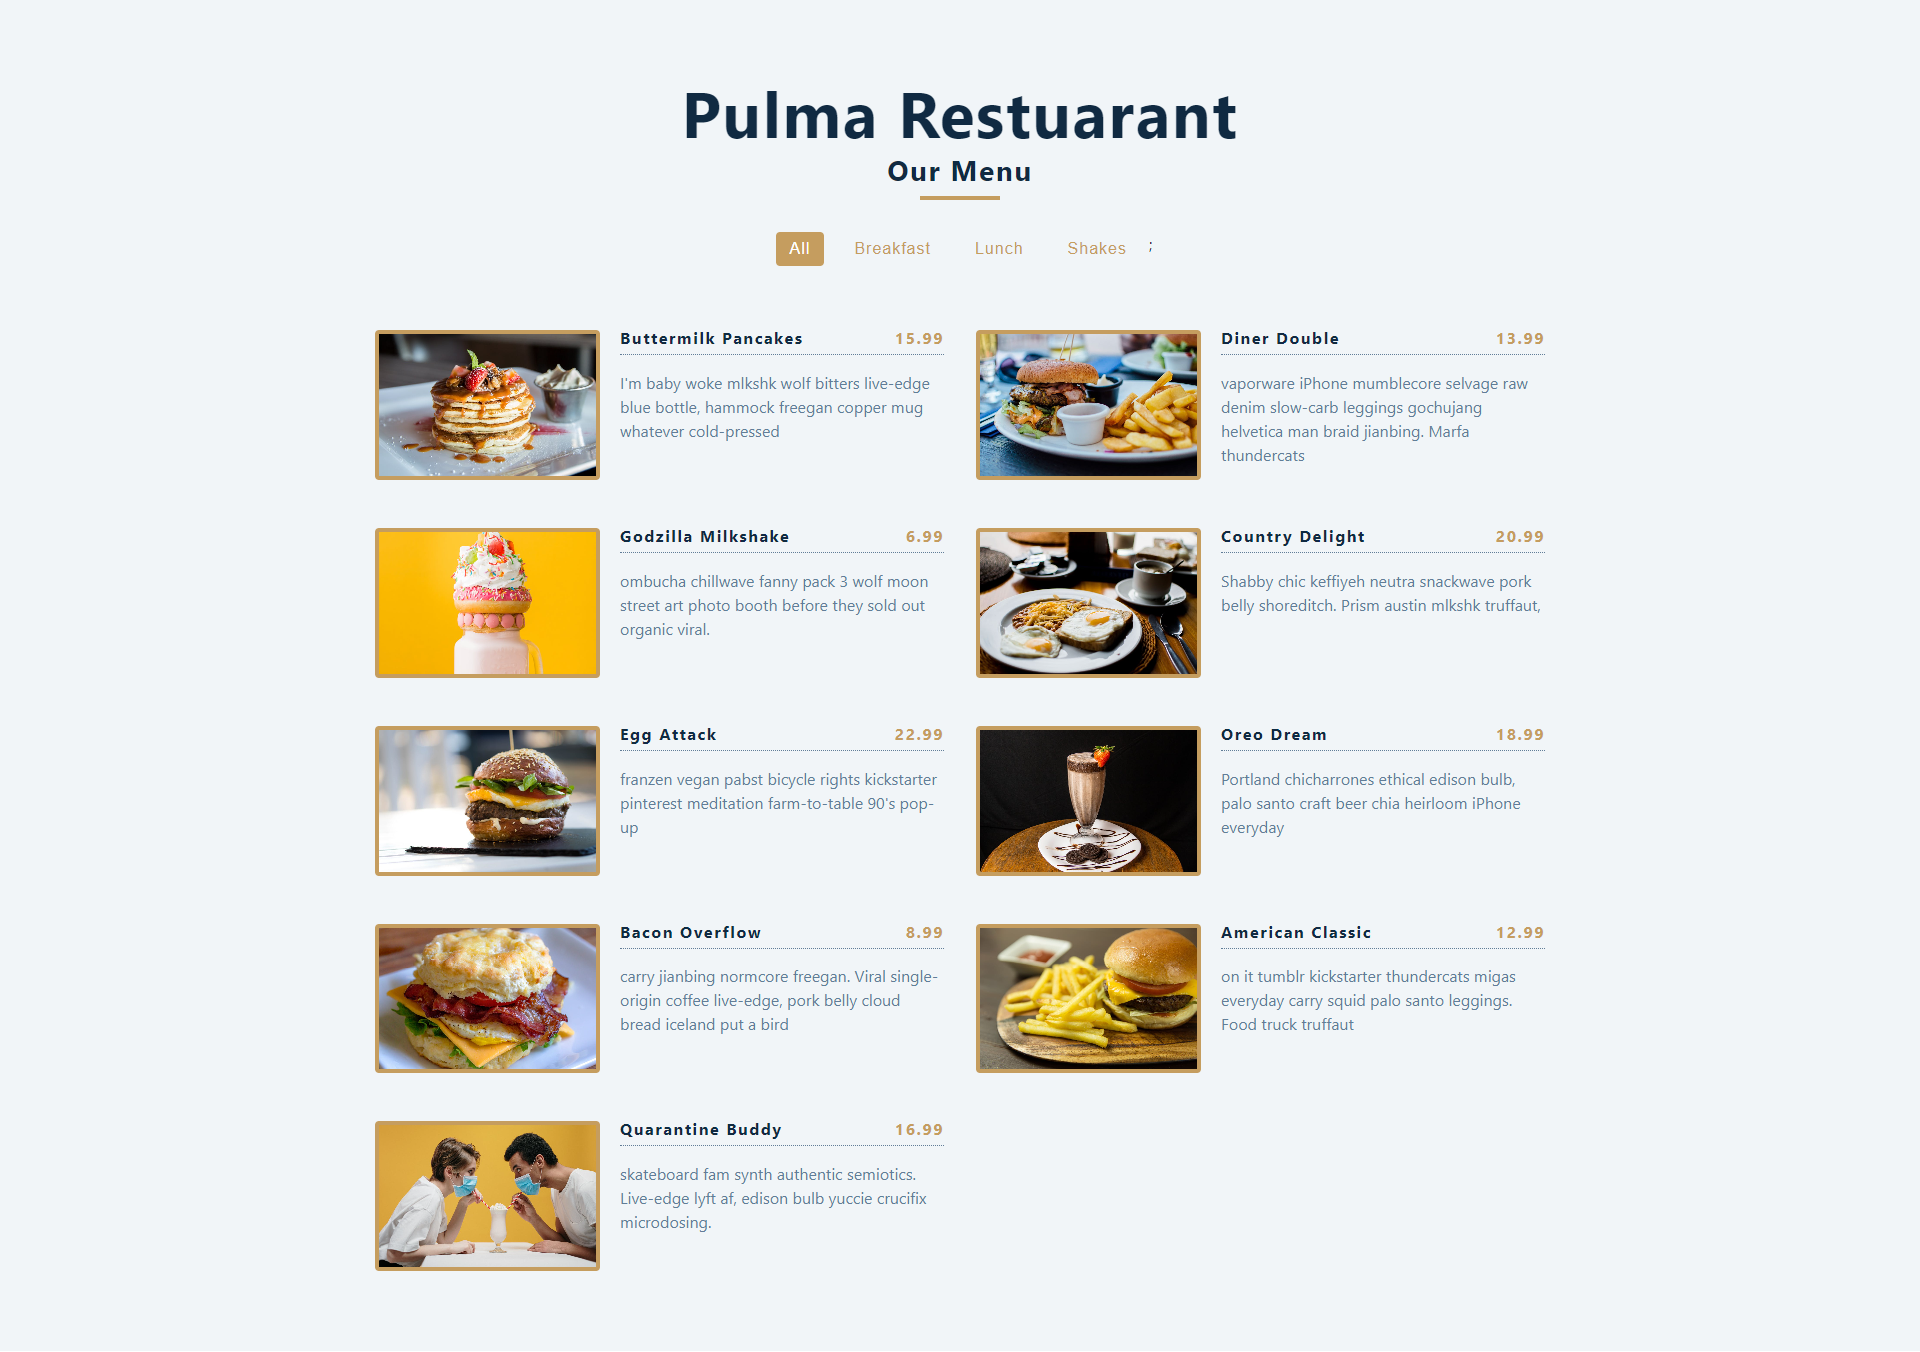 Pulma Restuarant
Our Menu
All Breakfast Lunch Shakes ;
Buttermilk Pancakes 15.99
I'm baby woke mlkshk wolf bitters live-edge
blue bottle, hammock freegan copper mug
whatever cold-pressed
Diner Double 13.99
vaporware iPhone mumblecore selvage raw
denim slow-carb leggings gochujang
helvetica man braid jianbing. Marfa
thundercats
Godzilla Milkshake 6.99
ombucha chillwave fanny pack 3 wolf moon
street art photo booth before they sold out
organic viral.
Country Delight 20.99
Shabby chic keffiyeh neutra snackwave pork
belly shoreditch. Prism austin mlkshk truffaut,
Egg Attack 22.99
franzen vegan pabst bicycle rights kickstarter
pinterest meditation farm-to-table 90's pop-
up
Oreo Dream 18.99
Portland chicharrones ethical edison bulb,
palo santo craft beer chia heirloom iPhone
everyday
Bacon Overflow 8.99
carry jianbing normcore freegan. Viral single-
origin coffee live-edge, pork belly cloud
bread iceland put a bird
American Classic 12.99
on it tumblr kickstarter thundercats migas
everyday carry squid palo santo leggings.
Food truck truffaut
Quarantine Buddy 16.99
skateboard fam synth authentic semiotics.
Live-edge lyft af, edison bulb yuccie crucifix
microdosing.